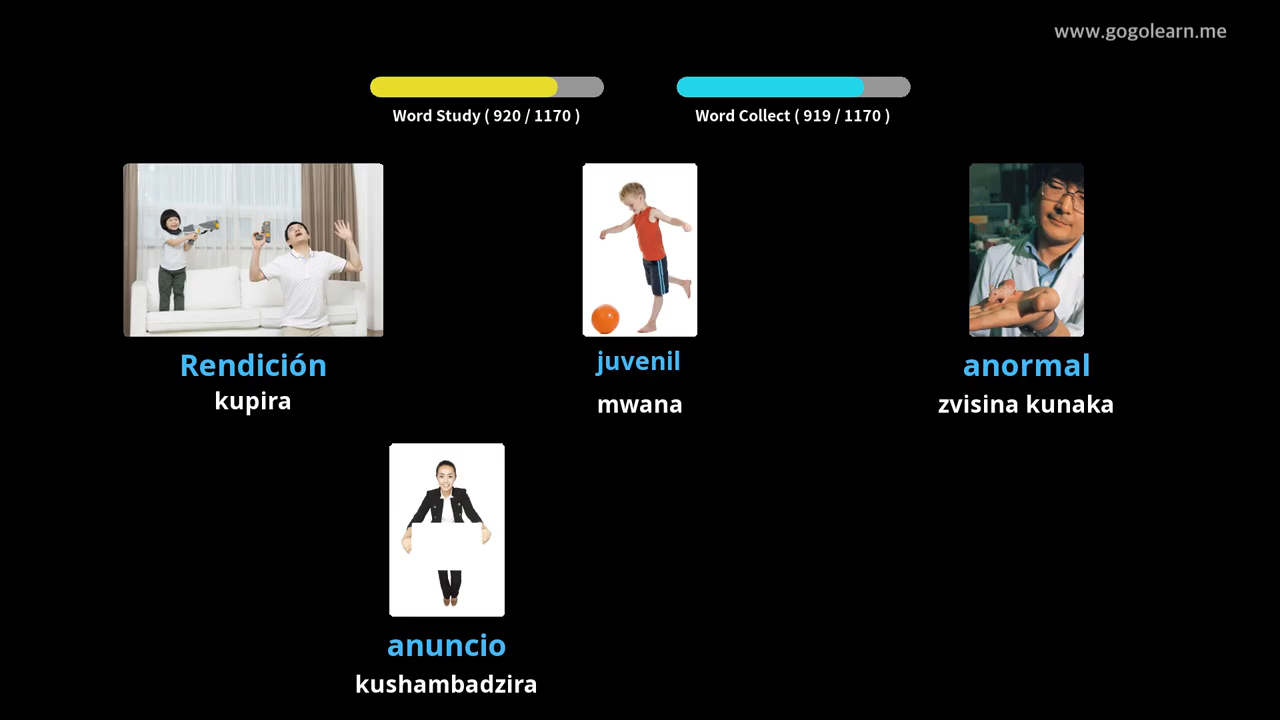 www.gogolearn.me
Word Study ( 920 / 1170 )
Word Collect ( 919 / 1170 )
Rendición
kupira
juvenil
mwana
anormal
zvisina kunaka
anuncio
kushambadzira